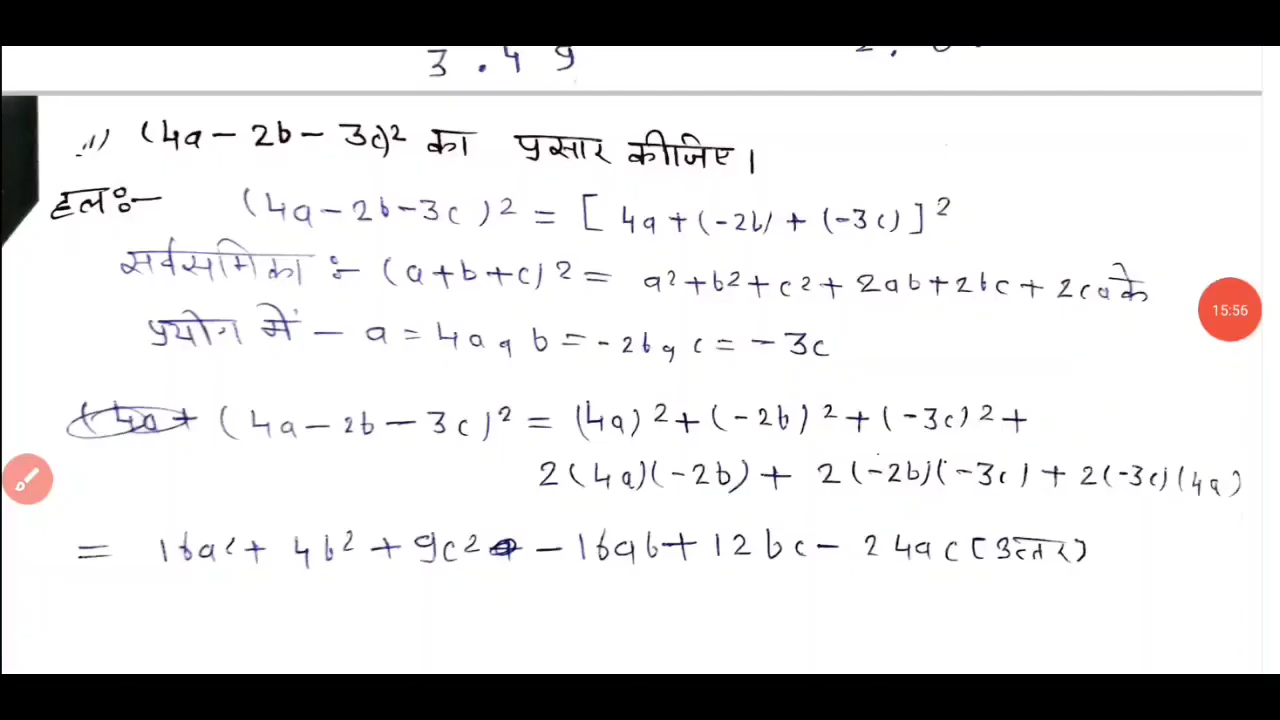 3.49
(4a-2b-3c)² का प्रसार कीजिए।
हलः- (4a-2b-3c)² = [4a+(-2b)+(-3c)]²
सर्वसमिका :- (a+b+c)² = a²+b²+c²+2ab+2bc+2ca के
15:56
प्रयोग में - a=4a, b=-2b, c=-3c
(4a+ (4a-2b-3c)² = (4a)²+(-2b)²+(-3c)²+
2(4a)(-2b)+ 2(-2b)(-3c)+2(-3c)(4a)
= 16a²+4b²+9c² -16ab+12bc-24ac (उत्तर)